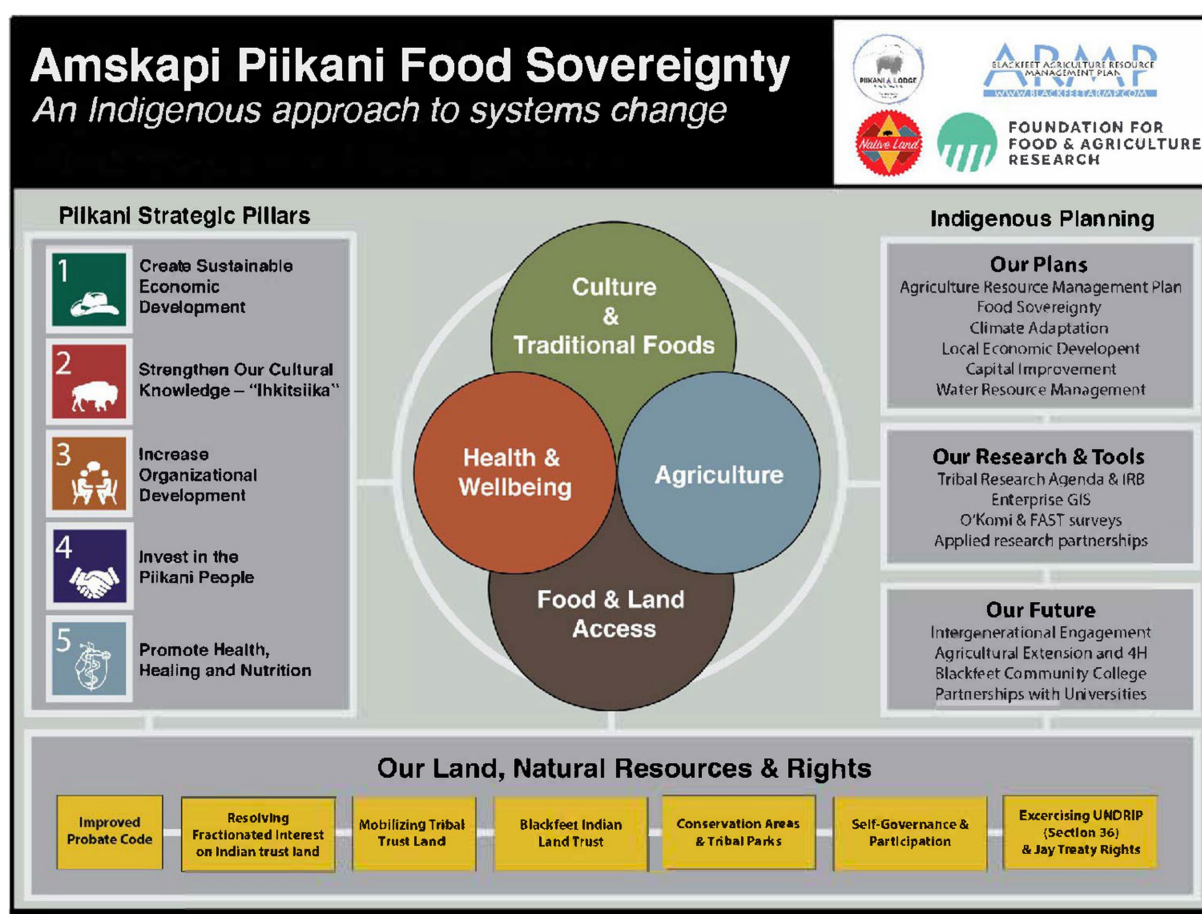 Amskapi Piikani Food Sovereignty
An Indigenous approach to systems change
PIIKANI LODGE
ARMP
BLACKFEET AGRICULTURE RESOURCE
MANAGEMENT PLAN
WWW.BLACKFEETARMP.COM
Native Land
FOUNDATION FOR
FOOD & AGRICULTURE
RESEARCH
Piikani Strategic Pillars
1
Create Sustainable
Economic
Development
2
Strengthen Our Cultural
Knowledge – "Ihkitsiika"
3
Increase
Organizational
Development
4
Invest in the
Piikani People
5
Promote Health,
Healing and Nutrition
Culture
&
Traditional Foods
Health &
Wellbeing
Agriculture
Food & Land
Access
Indigenous Planning
Our Plans
Agriculture Resource Management Plan
Food Sovereignty
Climate Adaptation
Local Economic Developent
Capital Improvement
Water Resource Management
Our Research & Tools
Tribal Research Agenda & IRB
Enterprise GIS
O'Komi & FAST surveys
Applied research partnerships
Our Future
Intergenerational Engagement
Agricultural Extension and 4H
Blackfeet Community College
Partnerships with Universities
Our Land, Natural Resources & Rights
Improved
Probate Code
Resolving
Fractionated Interest
on Indian trust land
Mobilizing Tribal
Trust Land
Blackfeet Indian
Land Trust
Conservation Areas
& Tribal Parks
Self-Governance &
Participation
Excercising UNDRIP
(Section 36)
& Jay Treaty Rights